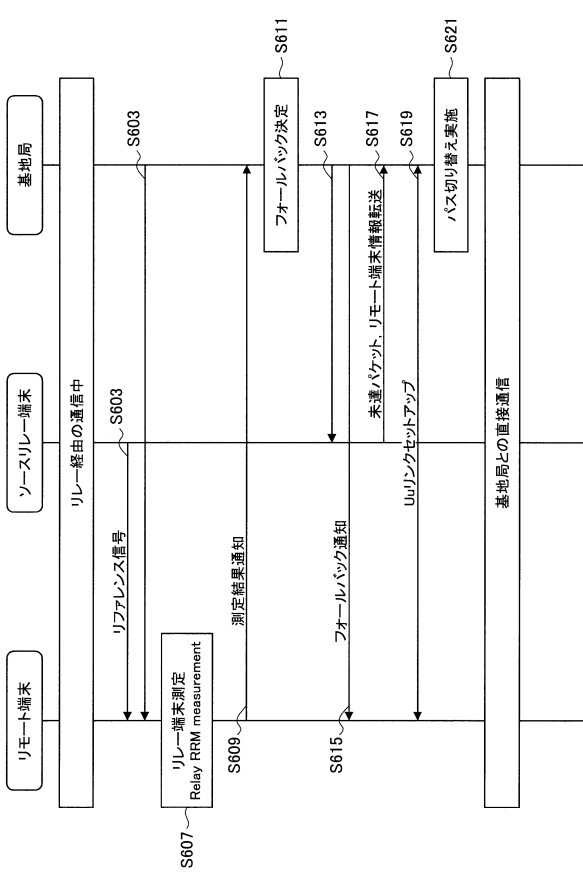 リモート端末
ソースリレー端末
基地局
リレー経由の通信中
リファレンス信号
S603
S603
リレー端末測定
Relay RRM measurement
S607
測定結果通知
S609
フォールバック決定
S611
S613
フォールバック通知
S615
未達パケット，リモート端末情報転送
S617
Uuリンクセットアップ
S619
パス切り替え実施
S621
基地局との直接通信